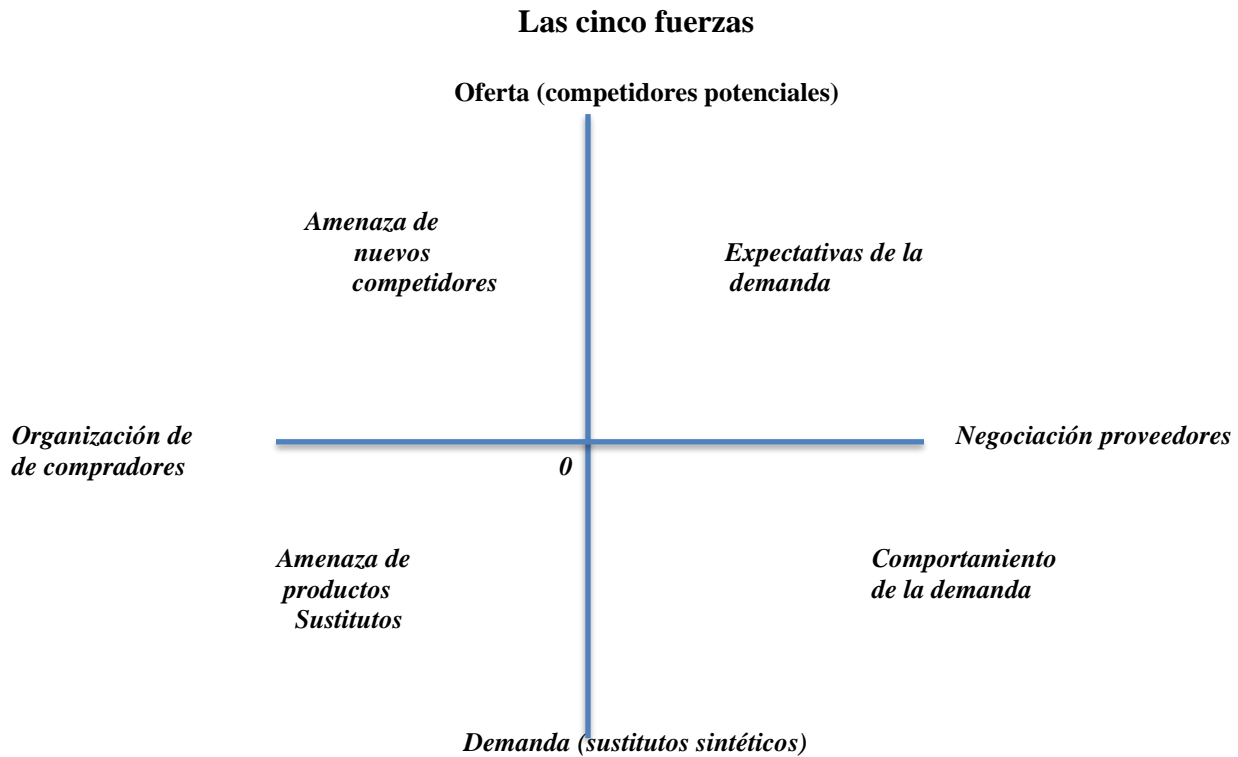 Las cinco fuerzas
Oferta (competidores potenciales)
Amenaza de
nuevos
competidores
Expectativas de la
demanda
Organización de
de compradores
0
Negociación proveedores
Amenaza de
productos
Sustitutos
Comportamiento
de la demanda
Demanda (sustitutos sintéticos)